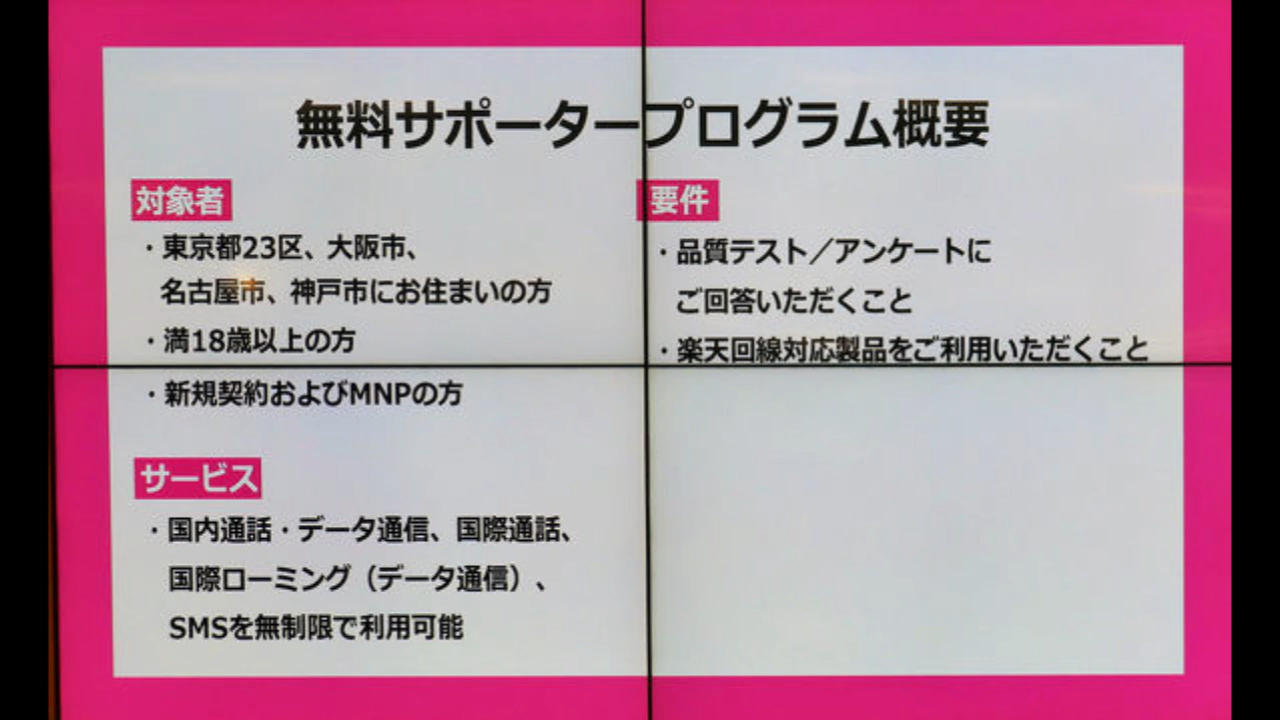 無料サポータープログラム概要
対象者
・東京都23区、大阪市、
名古屋市、神戸市にお住まいの方
・満18歳以上の方
・新規契約およびMNPの方
サービス
・国内通話・データ通信、国際通話、
国際ローミング（データ通信）、
SMSを無制限で利用可能
要件
・品質テスト／アンケートに
ご回答いただくこと
・楽天回線対応製品をご利用いただくこと